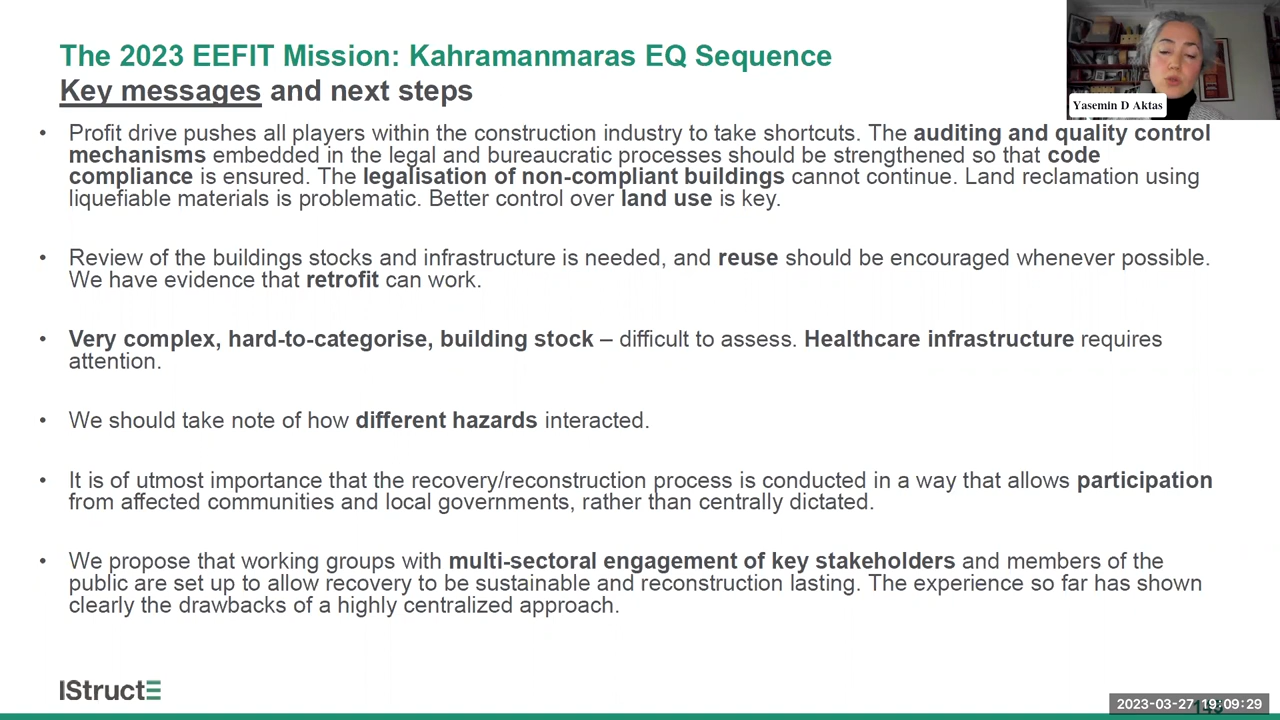 The 2023 EEFIT Mission: Kahramanmaras EQ Sequence
Key messages and next steps
Yasemin D Aktas
• Profit drive pushes all players within the construction industry to take shortcuts. The auditing and quality control
mechanisms embedded in the legal and bureaucratic processes should be strengthened so that code
compliance is ensured. The legalisation of non-compliant buildings cannot continue. Land reclamation using
liquefiable materials is problematic. Better control over land use is key.
• Review of the buildings stocks and infrastructure is needed, and reuse should be encouraged whenever possible.
We have evidence that retrofit can work.
• Very complex, hard-to-categorise, building stock – difficult to assess. Healthcare infrastructure requires
attention.
• We should take note of how different hazards interacted.
• It is of utmost importance that the recovery/reconstruction process is conducted in a way that allows participation
from affected communities and local governments, rather than centrally dictated.
• We propose that working groups with multi-sectoral engagement of key stakeholders and members of the
public are set up to allow recovery to be sustainable and reconstruction lasting. The experience so far has shown
clearly the drawbacks of a highly centralized approach.
IStructE
2023-03-27 19:09:29